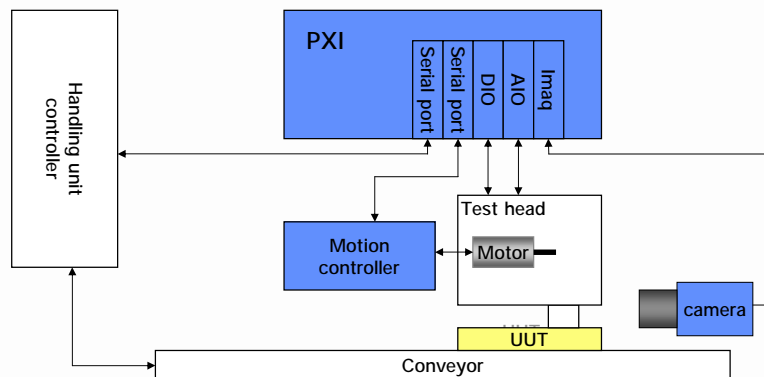 PXI
Serial port
Serial port
DIO
AIO
Imaq
Handling unit
controller
Test head
Motion
controller
Motor
camera
UUT
UUT
Conveyor